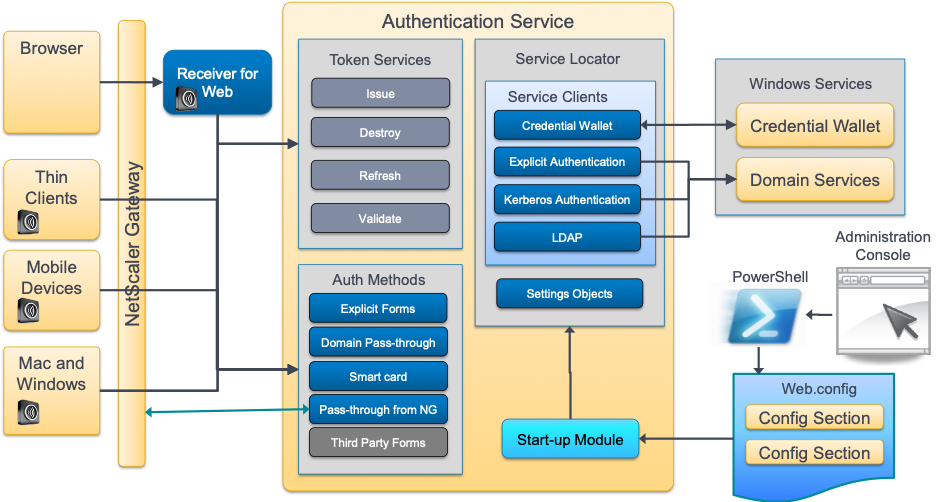 Authentication Service
Browser
Receiver for
Web
Thin
Clients
Mobile
Devices
Mac and
Windows
NetScaler Gateway
Token Services
Issue
Destroy
Refresh
Validate
Auth Methods
Explicit Forms
Domain Pass-through
Smart card
Pass-through from NG
Third Party Forms
Service Locator
Service Clients
Credential Wallet
Explicit Authentication
Kerberos Authentication
LDAP
Settings Objects
Start-up Module
Windows Services
Credential Wallet
Domain Services
Administration
Console
PowerShell
Web.config
Config Section
Config Section